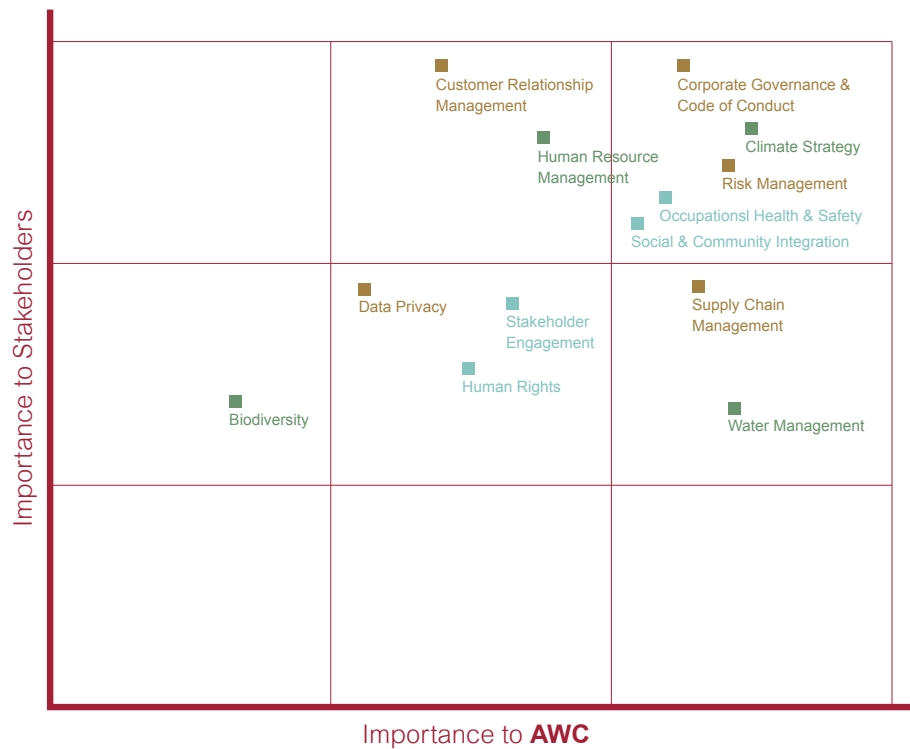 Importance to Stakeholders
Customer Relationship
Management
Corporate Governance &
Code of Conduct
Human Resource
Management
Climate Strategy
Risk Management
Occupationsl Health & Safety
Social & Community Integration
Data Privacy
Stakeholder
Engagement
Supply Chain
Management
Human Rights
Biodiversity
Water Management
Importance to AWC